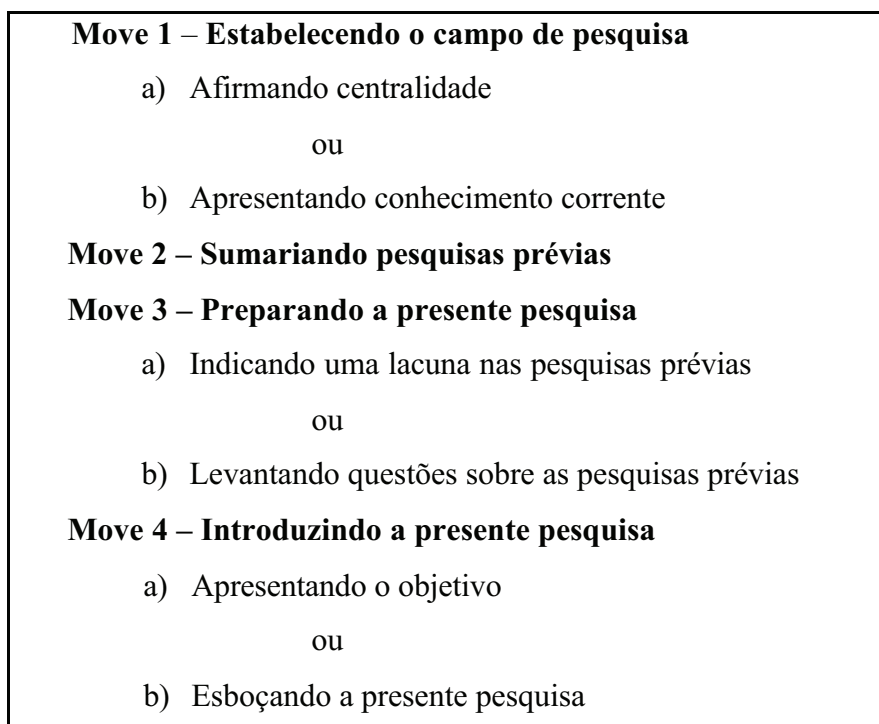 Move 1 – Estabelecendo o campo de pesquisa
a) Afirmando centralidade
ou
b) Apresentando conhecimento corrente
Move 2 – Sumariando pesquisas prévias
Move 3 – Preparando a presente pesquisa
a) Indicando uma lacuna nas pesquisas prévias
ou
b) Levantando questões sobre as pesquisas prévias
Move 4 – Introduzindo a presente pesquisa
a) Apresentando o objetivo
ou
b) Esboçando a presente pesquisa